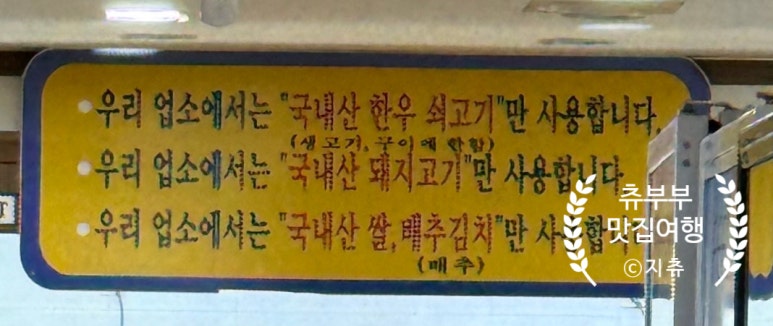 우리 업소에서는 "국내산 한우 쇠고기"만 사용합니다.
(생고기, 구이에 한함)
우리 업소에서는 "국내산 돼지고기"만 사용합니다
우리 업소에서는 "국내산 쌀, 배추김치"만 사용합니다
(배추)
츄부부
맛집여행
©지츄